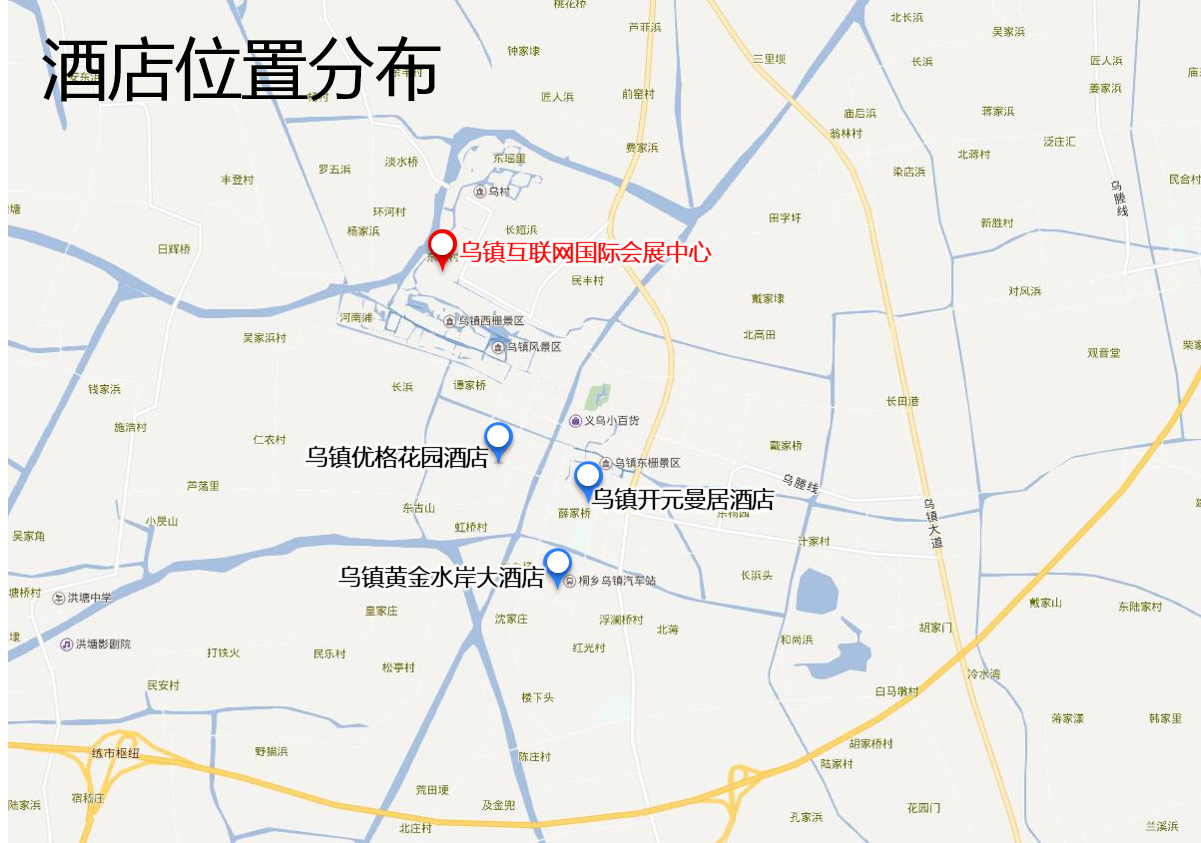 酒店位置分布
桃花桥
北长浜
芦菲浜
吴家浜
钟家埭
三里坝
长浜
匠人浜
姜家浜
匠人浜
前窑村
庙后浜
蒋家浜
翁林村
费家浜
泛庄汇
北蒋村
东瑶里
淡水桥
罗五浜
染店浜
丰登村
民合村
乌村
乌塍线
环河村
田字圩
新胜村
杨家浜
长短浜
日辉桥
乌镇互联网国际会展中心
民丰村
对风浜
戴家埭
河南浦
乌镇西栅景区
吴家浜村
北高田
乌镇风景区
观音堂
钱家浜
长浜
谭家桥
长田港
施浩村
义乌小百货
仁农村
戴家桥
乌镇优格花园酒店
乌镇东栅景区
芦荡里
乌塍线
乌镇开元曼居酒店
东古山
薛家桥
乌镇大道
小炅山
虹桥村
吴家角
汁家村
乌镇黄金水岸大酒店
桐乡乌镇汽车站
长浜头
塘桥村
洪塘中学
戴家山
东陆家村
皇家庄
沈家庄
浮澜桥村
北蒋
胡家门
洪塘影剧院
和尚浜
红光村
打铁火
民乐村
松亭村
冷水湾
民安村
楼下头
白马墩村
蒋家漾
韩家里
胡家桥村
练市枢纽
野猫浜
陈庄村
陆家村
荒田埂
陆家浜
宿嵇庄
及金兜
花园门
孔家浜
北庄村
兰溪浜